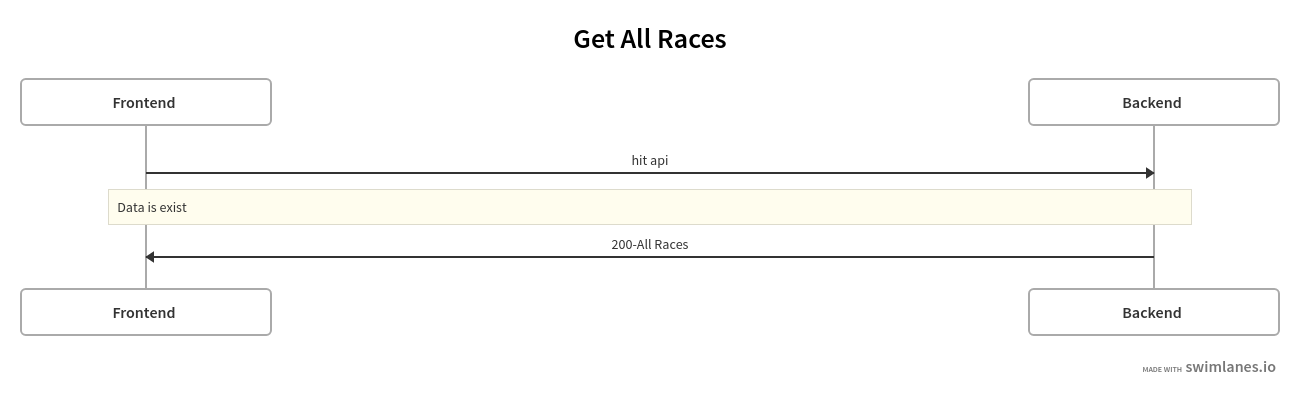 Get All Races
Frontend
Backend
hit api
Data is exist
200-All Races
Frontend
Backend
MADE WITH swimlanes.io